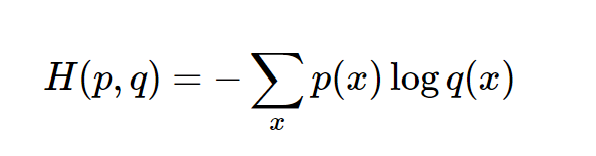 H(p, q) = − ∑ₓ p(x) log q(x)